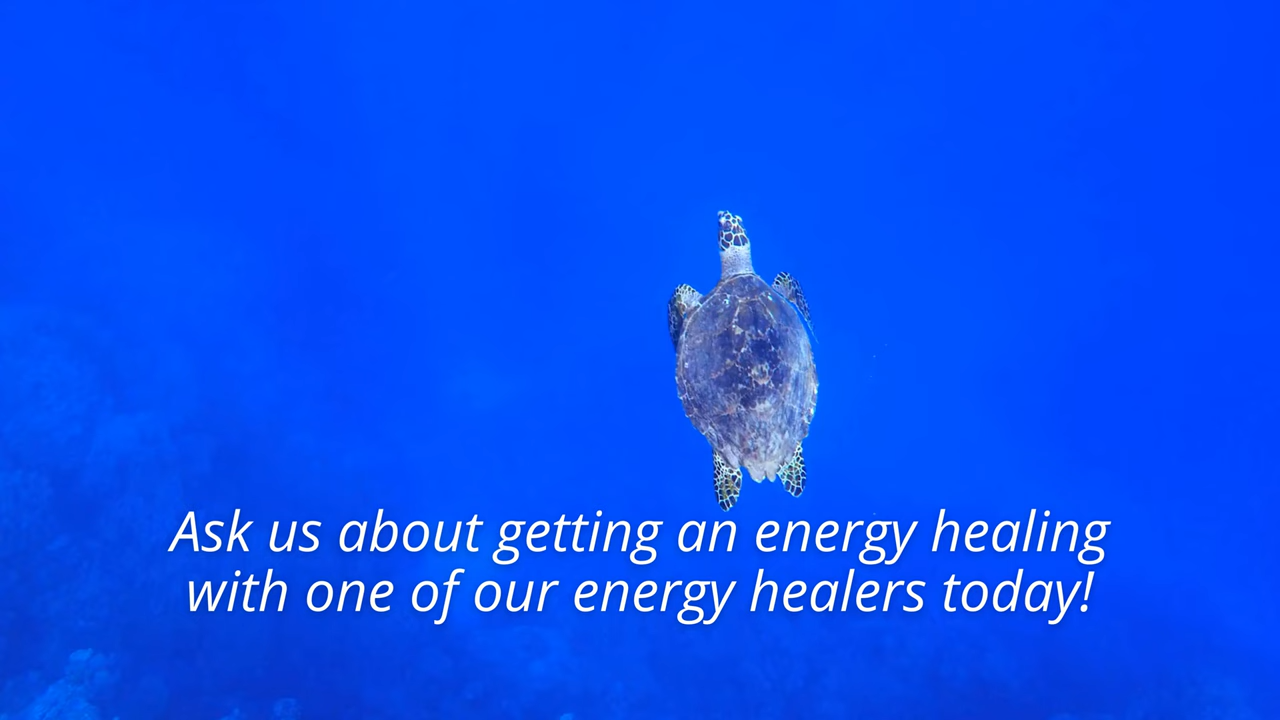 Ask us about getting an energy healing
with one of our energy healers today!